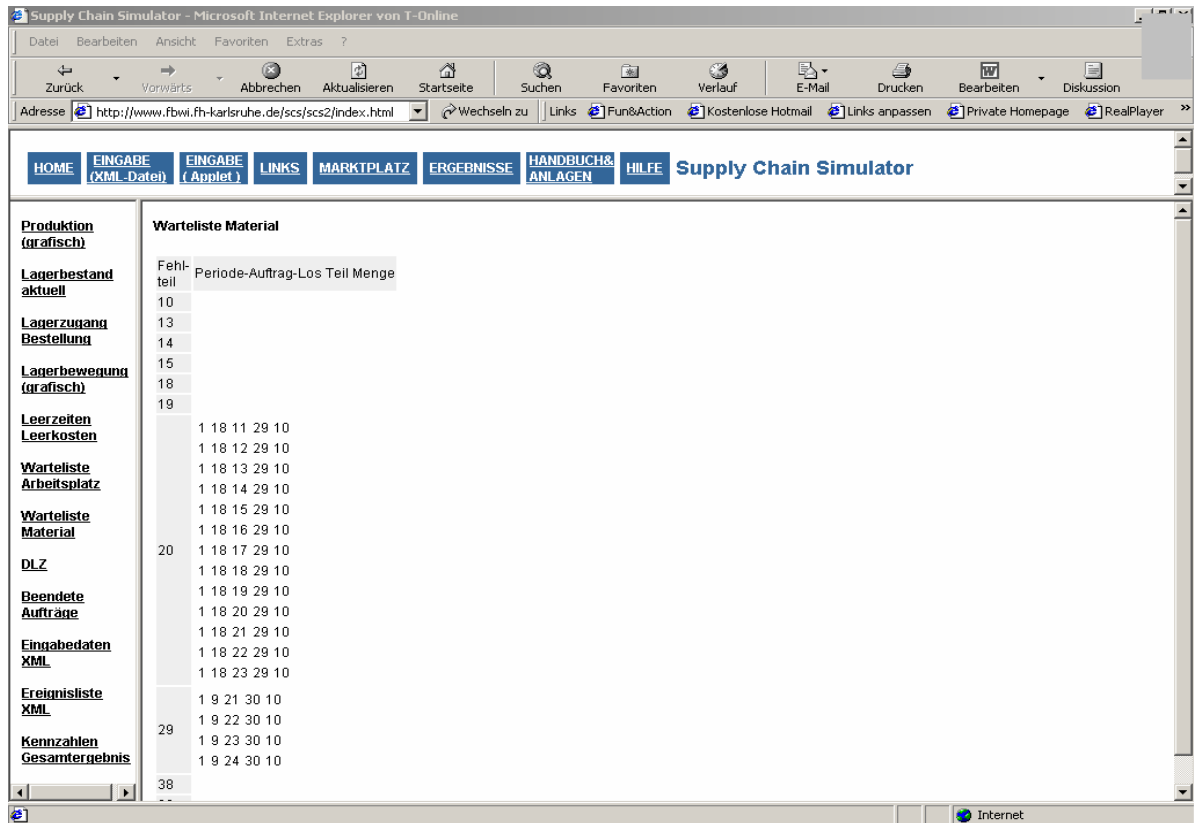 Supply Chain Simulator - Microsoft Internet Explorer von T-Online
Datei Bearbeiten Ansicht Favoriten Extras ?
Zurück Vorwärts Abbrechen Aktualisieren Startseite Suchen Favoriten Verlauf E-Mail Drucken Bearbeiten Diskussion
Adresse http://www.fbwi.fh-karlsruhe.de/scs/scs2/index.html Wechseln zu Links Fun&Action Kostenlose Hotmail Links anpassen Private Homepage RealPlayer »
HOME EINGABE (XML-Datei) EINGABE ( Applet ) LINKS MARKTPLATZ ERGEBNISSE HANDBUCH& ANLAGEN HILFE Supply Chain Simulator
Produktion
(grafisch)
Lagerbestand
aktuell
Lagerzugang
Bestellung
Lagerbewegung
(grafisch)
Leerzeiten
Leerkosten
Warteliste
Arbeitsplatz
Warteliste
Material
DLZ
Beendete
Aufträge
Eingabedaten
XML
Ereignisliste
XML
Kennzahlen
Gesamtergebnis
Warteliste Material
Fehl-
teil Periode-Auftrag-Los Teil Menge
10
13
14
15
18
19
20
1 18 11 29 10
1 18 12 29 10
1 18 13 29 10
1 18 14 29 10
1 18 15 29 10
1 18 16 29 10
1 18 17 29 10
1 18 18 29 10
1 18 19 29 10
1 18 20 29 10
1 18 21 29 10
1 18 22 29 10
1 18 23 29 10
29
1 9 21 30 10
1 9 22 30 10
1 9 23 30 10
1 9 24 30 10
38
Internet